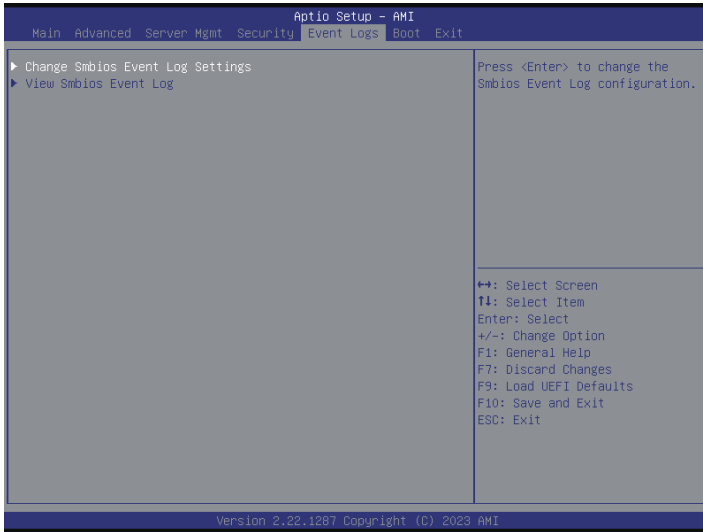 Aptio Setup – AMI
Main Advanced Server Mgmt Security Event Logs Boot Exit
▶ Change Smbios Event Log Settings
▶ View Smbios Event Log
Press <Enter> to change the
Smbios Event Log configuration.
↔: Select Screen
↑↓: Select Item
Enter: Select
+/-: Change Option
F1: General Help
F7: Discard Changes
F9: Load UEFI Defaults
F10: Save and Exit
ESC: Exit
Version 2.22.1287 Copyright (C) 2023 AMI